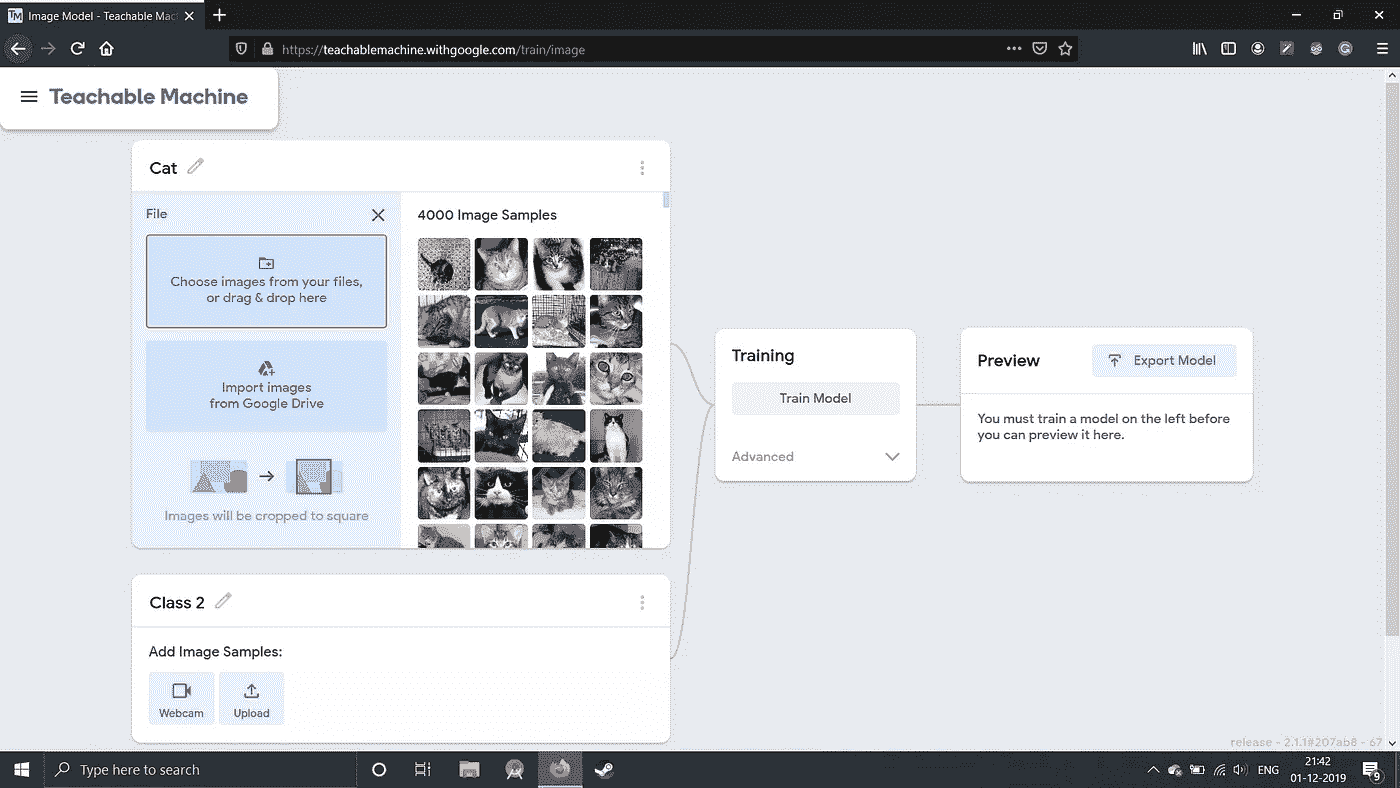 Image Model - Teachable Mac
https://teachablemachine.withgoogle.com/train/image
Teachable Machine
Cat
File
Choose images from your files,
or drag & drop here
Import images
from Google Drive
Images will be cropped to square
4000 Image Samples
Class 2
Add Image Samples:
Webcam
Upload
Training
Train Model
Advanced
Preview
Export Model
You must train a model on the left before
you can preview it here.
release - 2.1.1#207ab8 - 67
Type here to search
ENG
21:42
01-12-2019
9